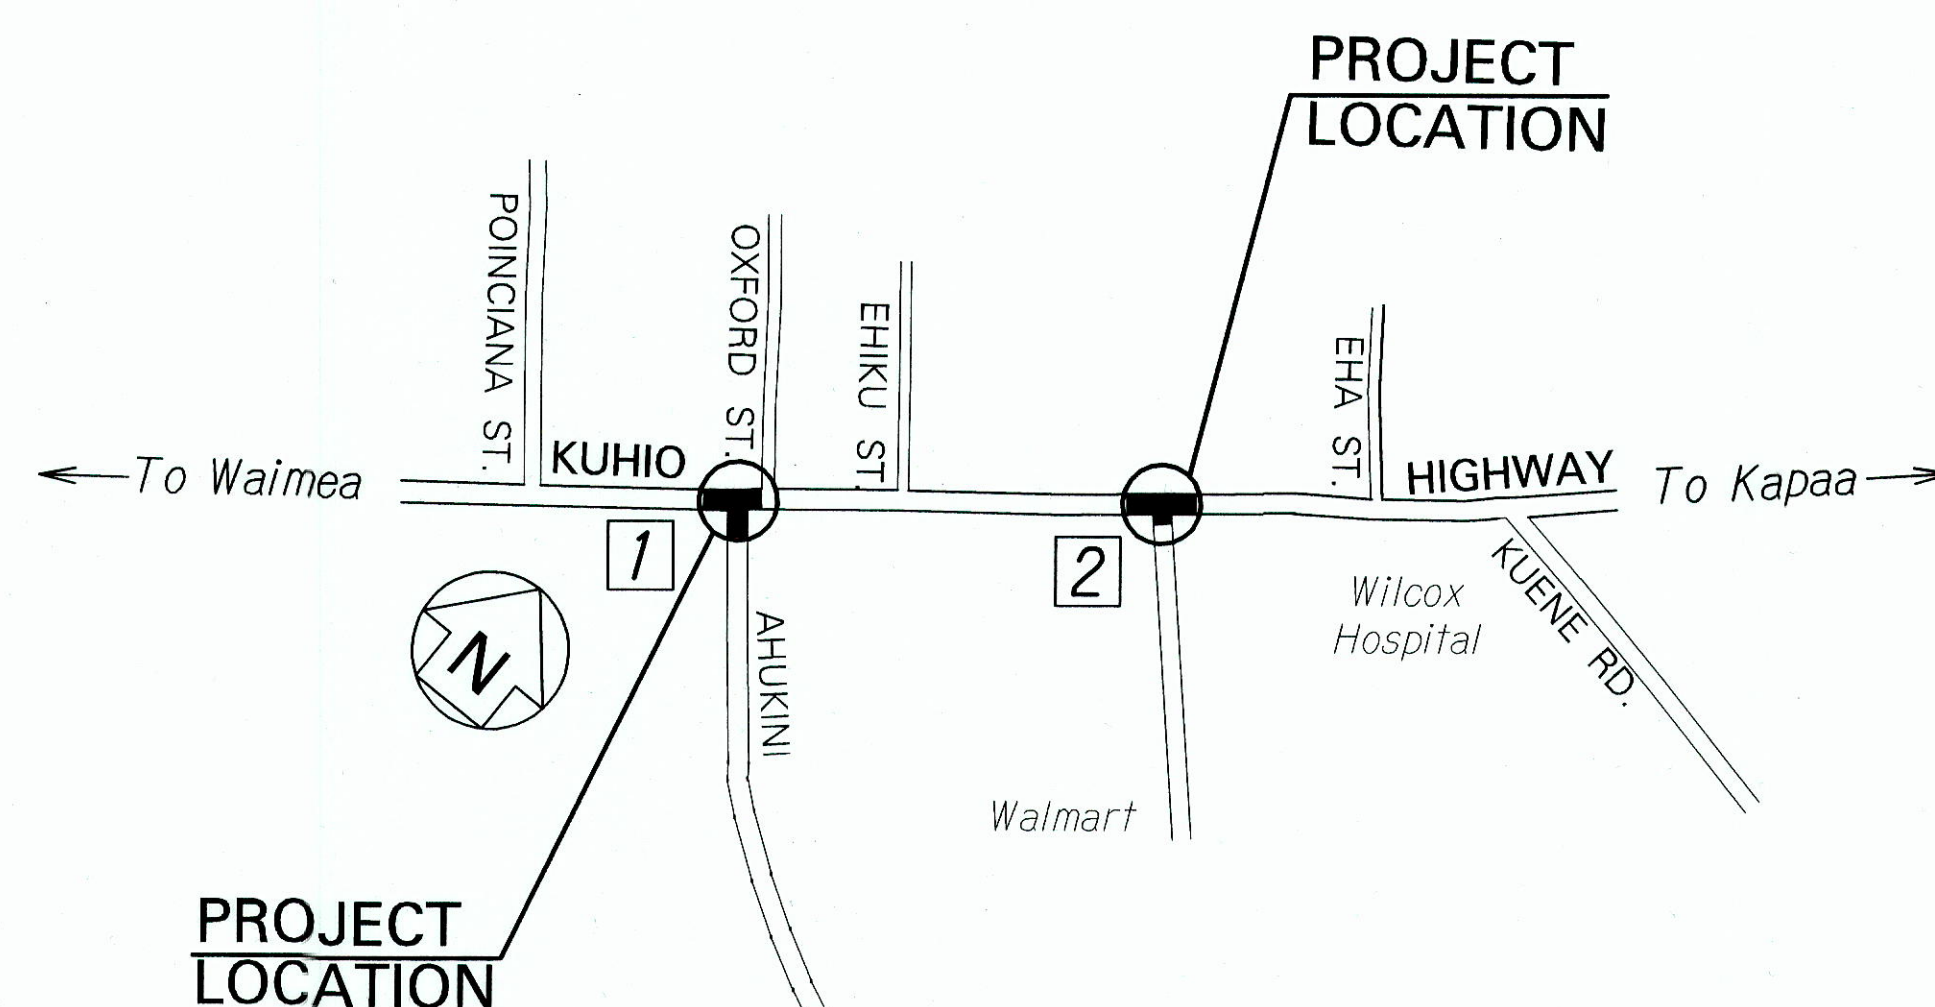 PROJECT
LOCATION
POINCIANA ST.
OXFORD ST.
EHIKU ST.
EHA ST.
KUHIO
HIGHWAY
To Waimea
To Kapaa
1
2
N
AHUKINI
Wilcox
Hospital
KUENE RD.
Walmart
PROJECT
LOCATION